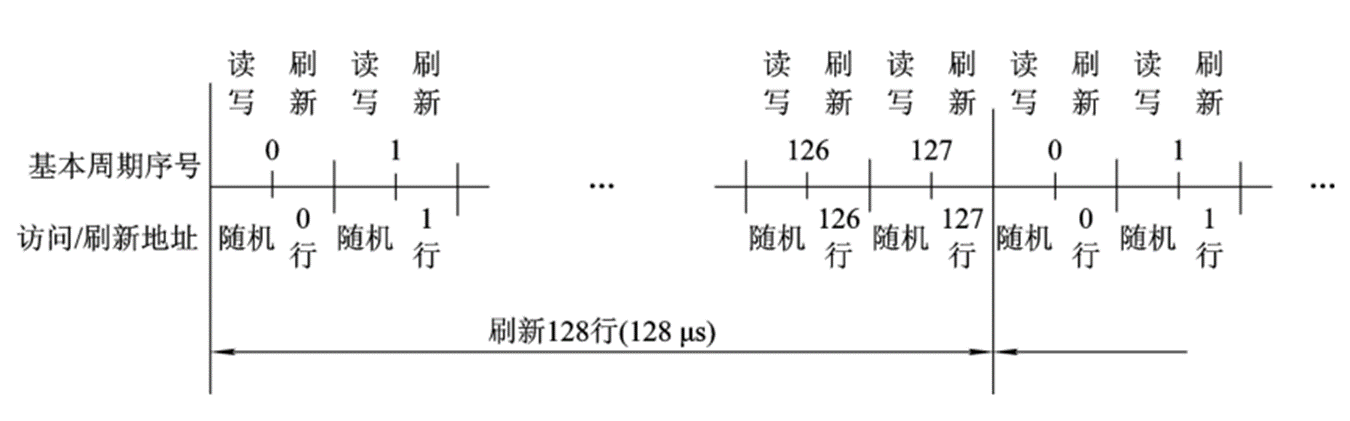 读写 刷新 读写 刷新 读写 刷新 读写 刷新 读写 刷新 读写 刷新
基本周期序号 0 1 ... 126 127 0 1 ...
访问/刷新地址 随机 0行 随机 1行 随机 126行 随机 127行 随机 0行 随机 1行
刷新128行(128 μs)